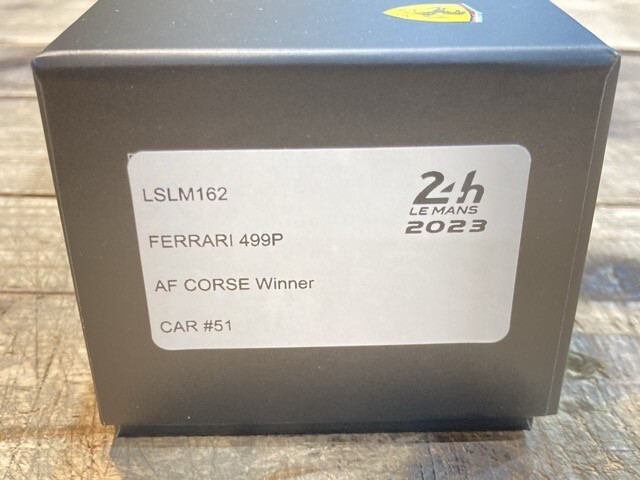 LSLM162
FERRARI 499P
AF CORSE Winner
CAR #51
24h
LE MANS
2023